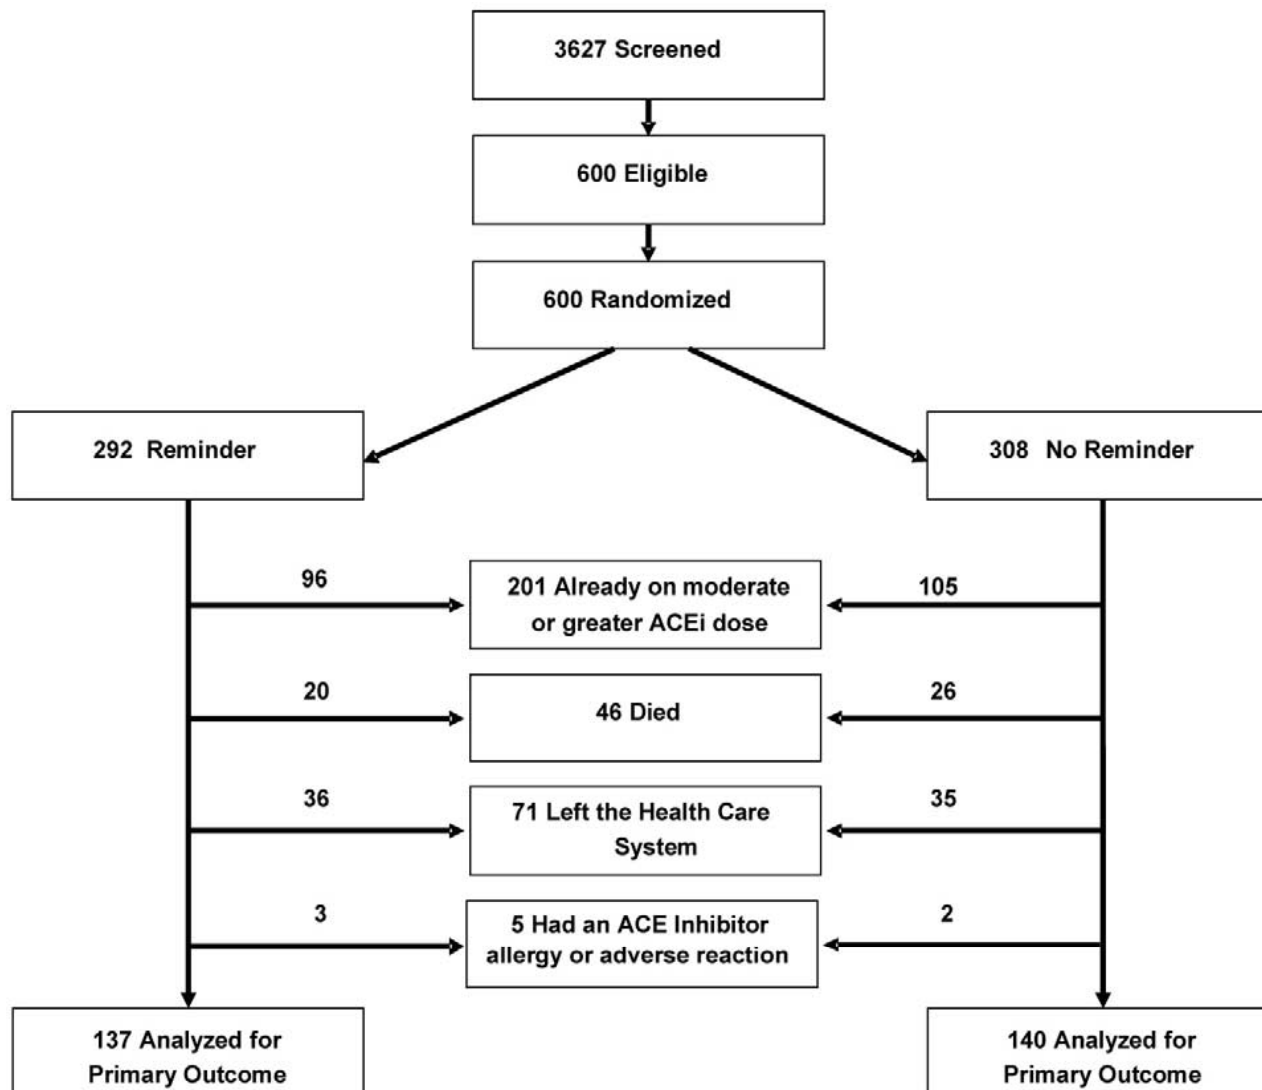 3627 Screened
600 Eligible
600 Randomized
292 Reminder
308 No Reminder
96
201 Already on moderate
or greater ACEi dose
105
20
46 Died
26
36
71 Left the Health Care
System
35
3
5 Had an ACE Inhibitor
allergy or adverse reaction
2
137 Analyzed for
Primary Outcome
140 Analyzed for
Primary Outcome